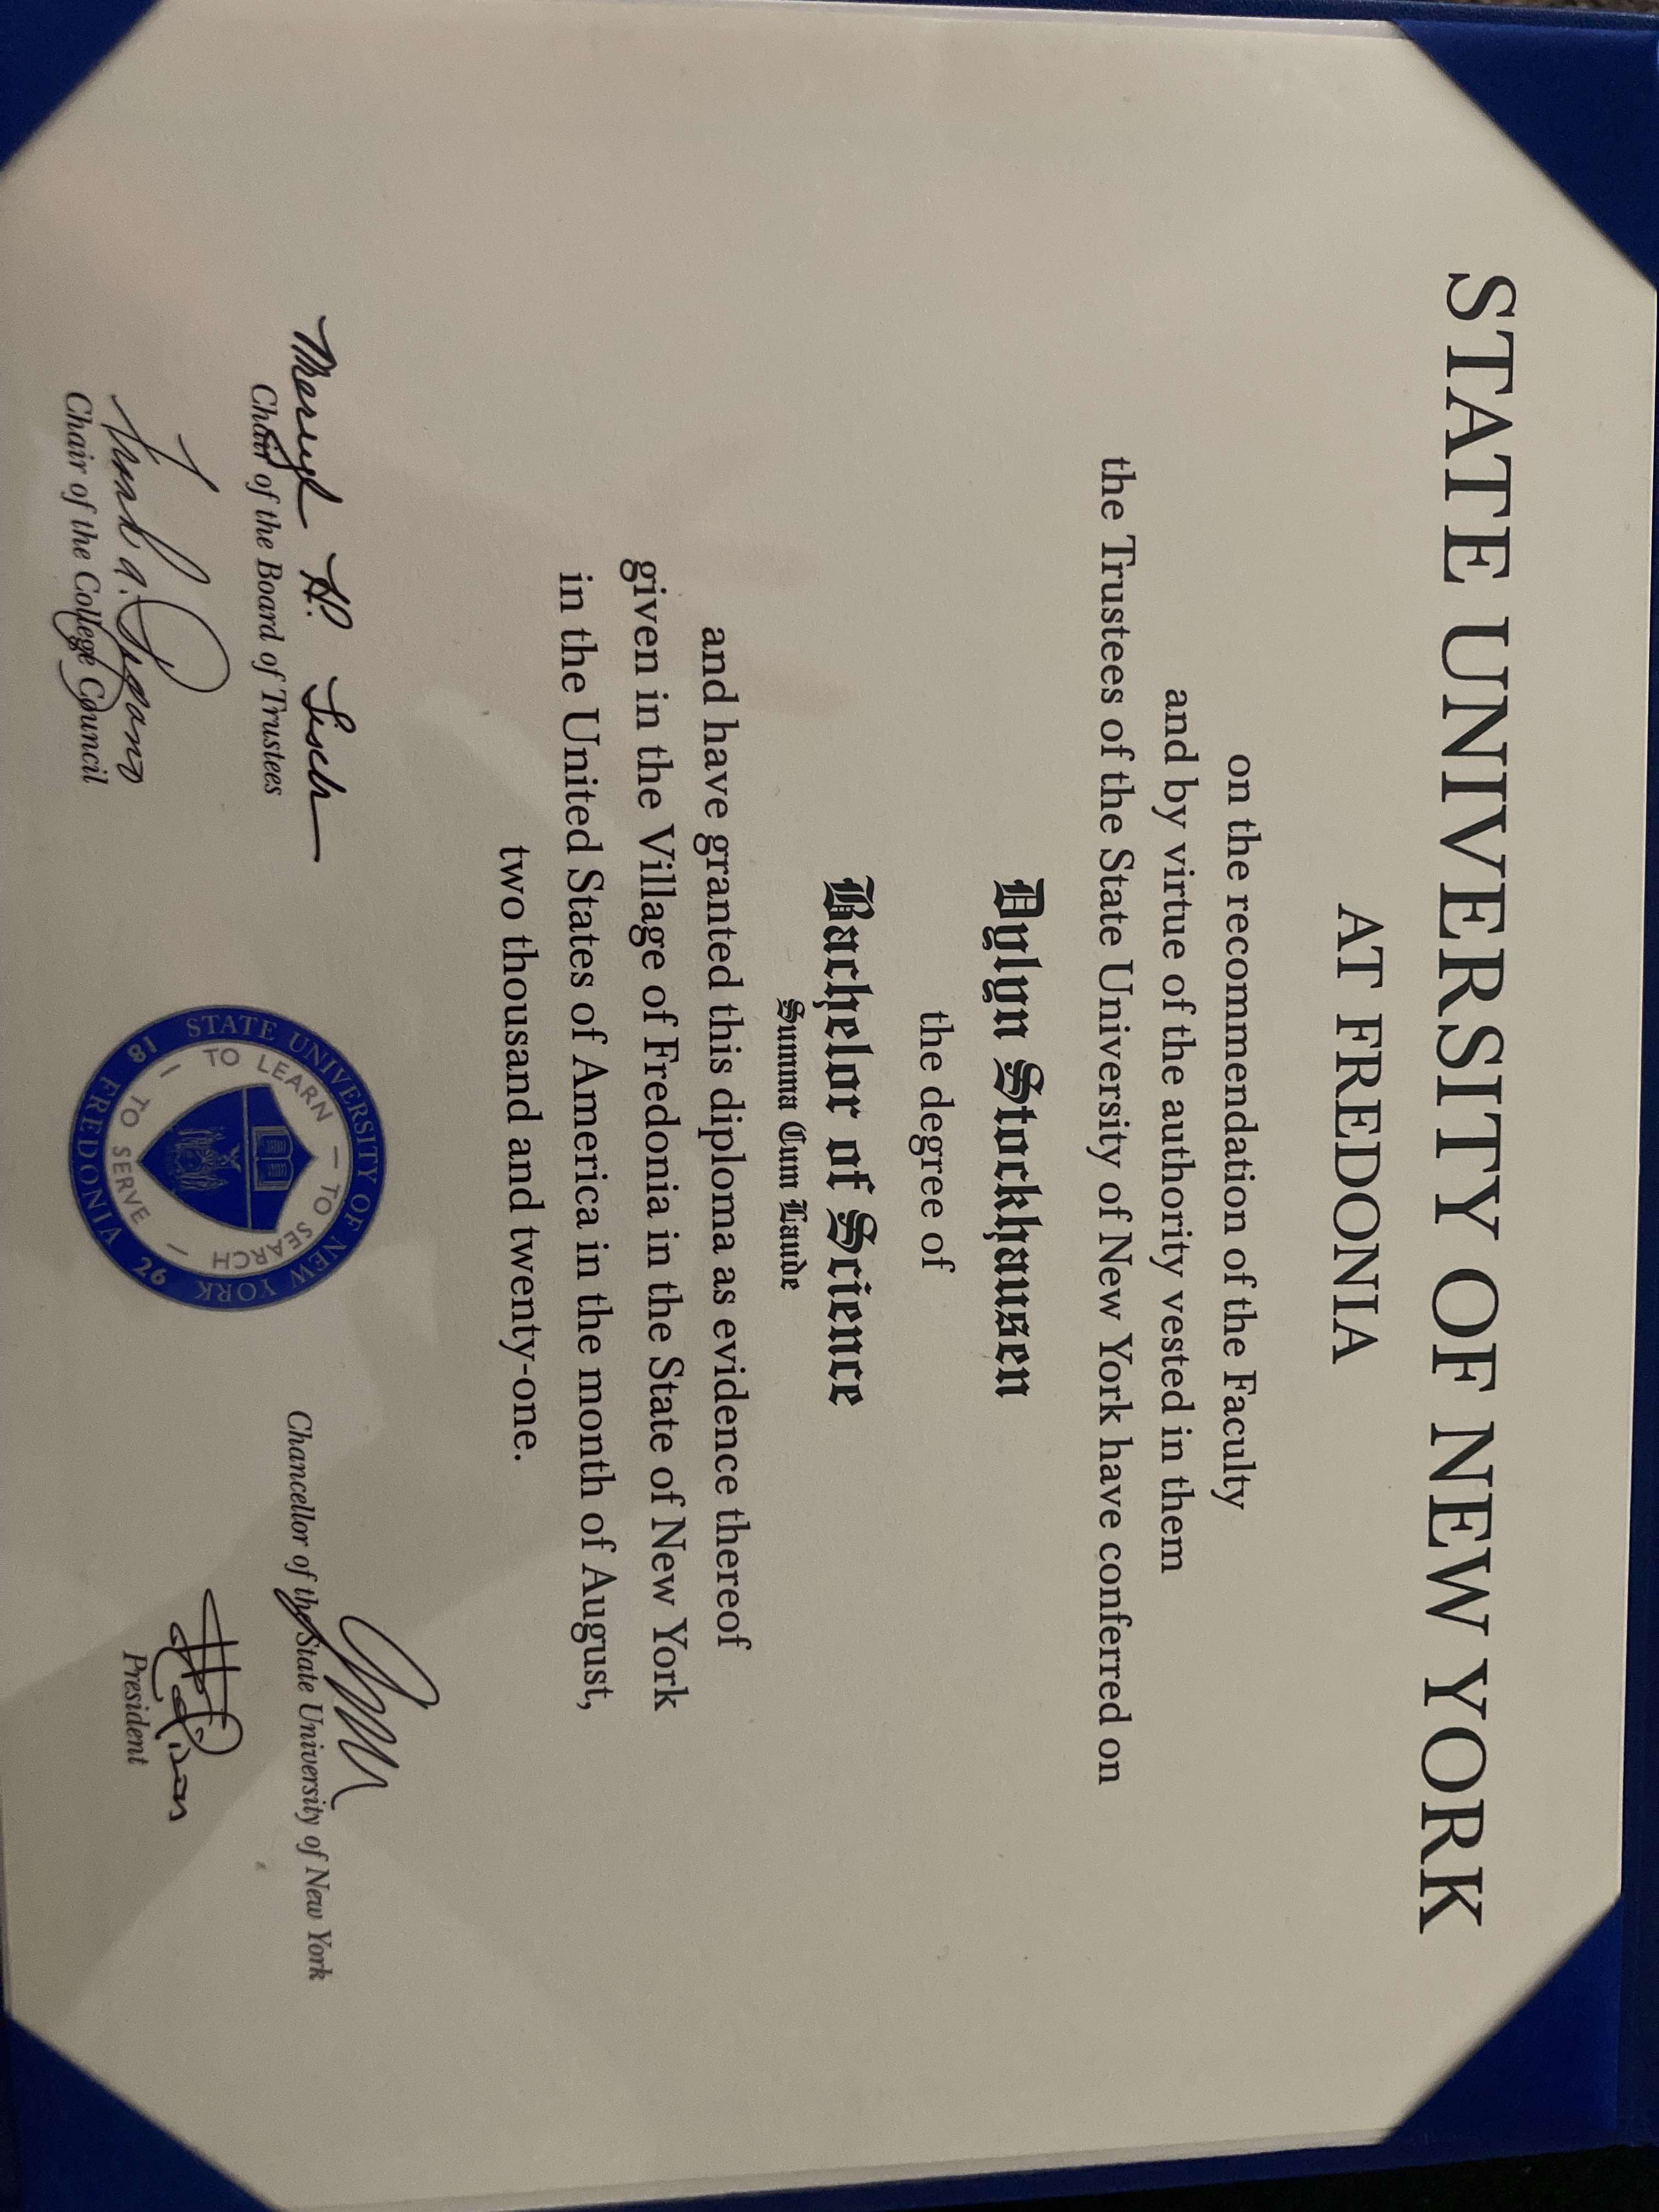 STATE UNIVERSITY OF NEW YORK
AT FREDONIA
on the recommendation of the Faculty
and by virtue of the authority vested in them
the Trustees of the State University of New York have conferred on
Dylyn Stockhausen
the degree of
Bachelor of Science
Summa Cum Laude
and have granted this diploma as evidence thereof
given in the Village of Fredonia in the State of New York
in the United States of America in the month of August,
two thousand and twenty-one.
Merryl H. Tisch
Chair of the Board of Trustees
Frank A. Pagano
Chair of the College Council
STATE UNIVERSITY OF NEW YORK
18 FREDONIA 26
TO LEARN — TO SEARCH — TO SERVE —
Chancellor of the State University of New York
President